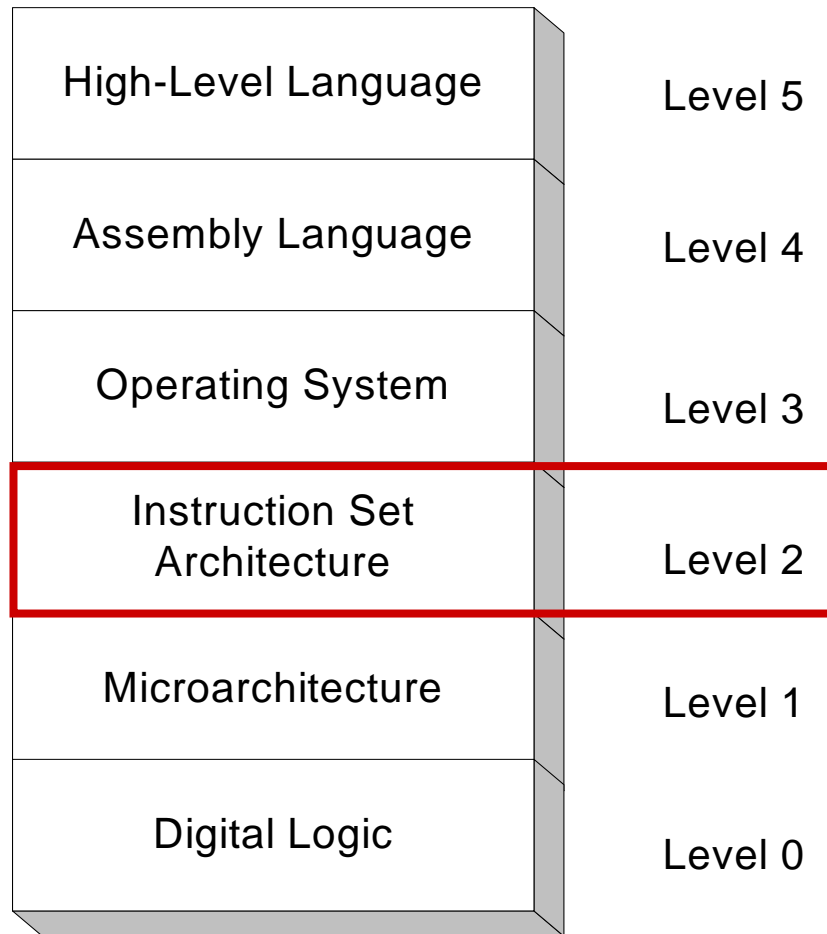 High-Level Language
Level 5
Assembly Language
Level 4
Operating System
Level 3
Instruction Set
Architecture
Level 2
Microarchitecture
Level 1
Digital Logic
Level 0